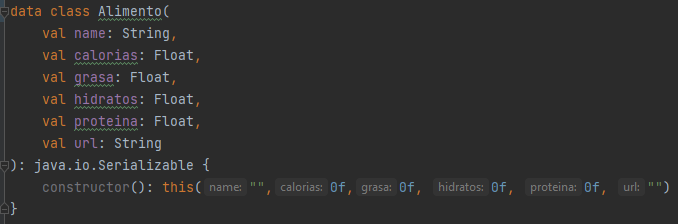 data class Alimento(
val name: String,
val calorias: Float,
val grasa: Float,
val hidratos: Float,
val proteina: Float,
val url: String
): java.io.Serializable {
constructor(): this( name: "", calorias: 0f, grasa: 0f, hidratos: 0f, proteina: 0f, url: "")
}